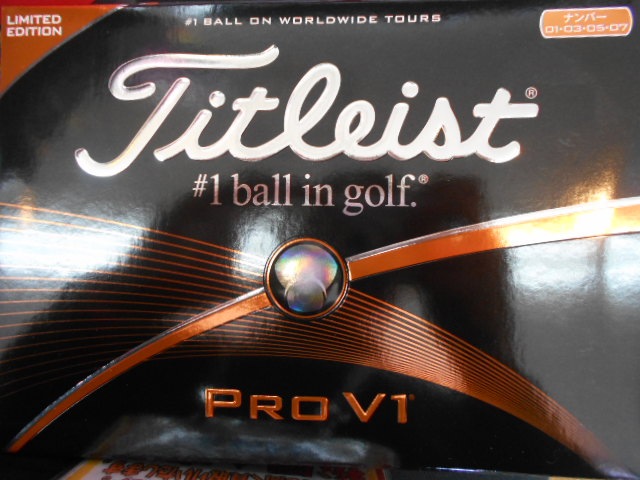 LIMITED
EDITION
#1 BALL ON WORLDWIDE TOURS
ナンバー
01・03・05・07
Titleist®
#1 ball in golf.®
PRO V1